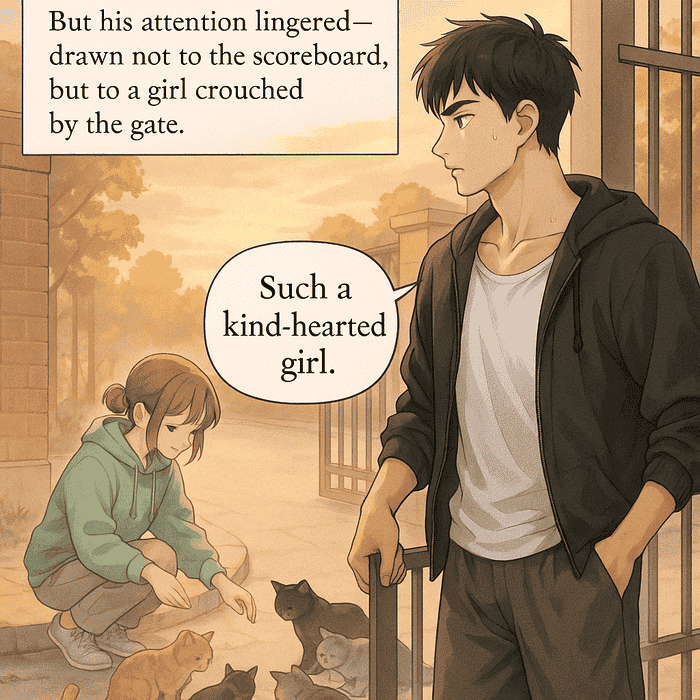 But his attention lingered—
drawn not to the scoreboard,
but to a girl crouched
by the gate.
Such a
kind-hearted
girl.